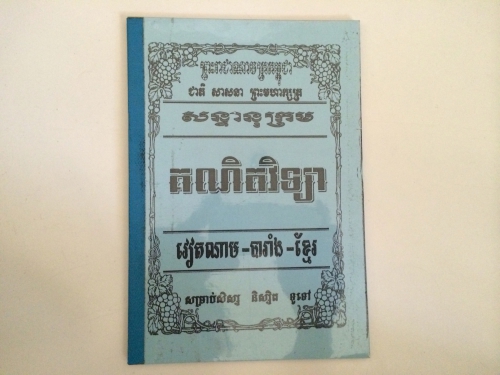 ព្រះរាជាណាចក្រកម្ពុជា
ជាតិ សាសនា ព្រះមហាក្សត្រ
សទ្ទានុក្រម
គណិតវិទ្យា
វៀតណាម-បារាំង-ខ្មែរ
សម្រាប់សិស្ស និស្សិត ទូទៅ